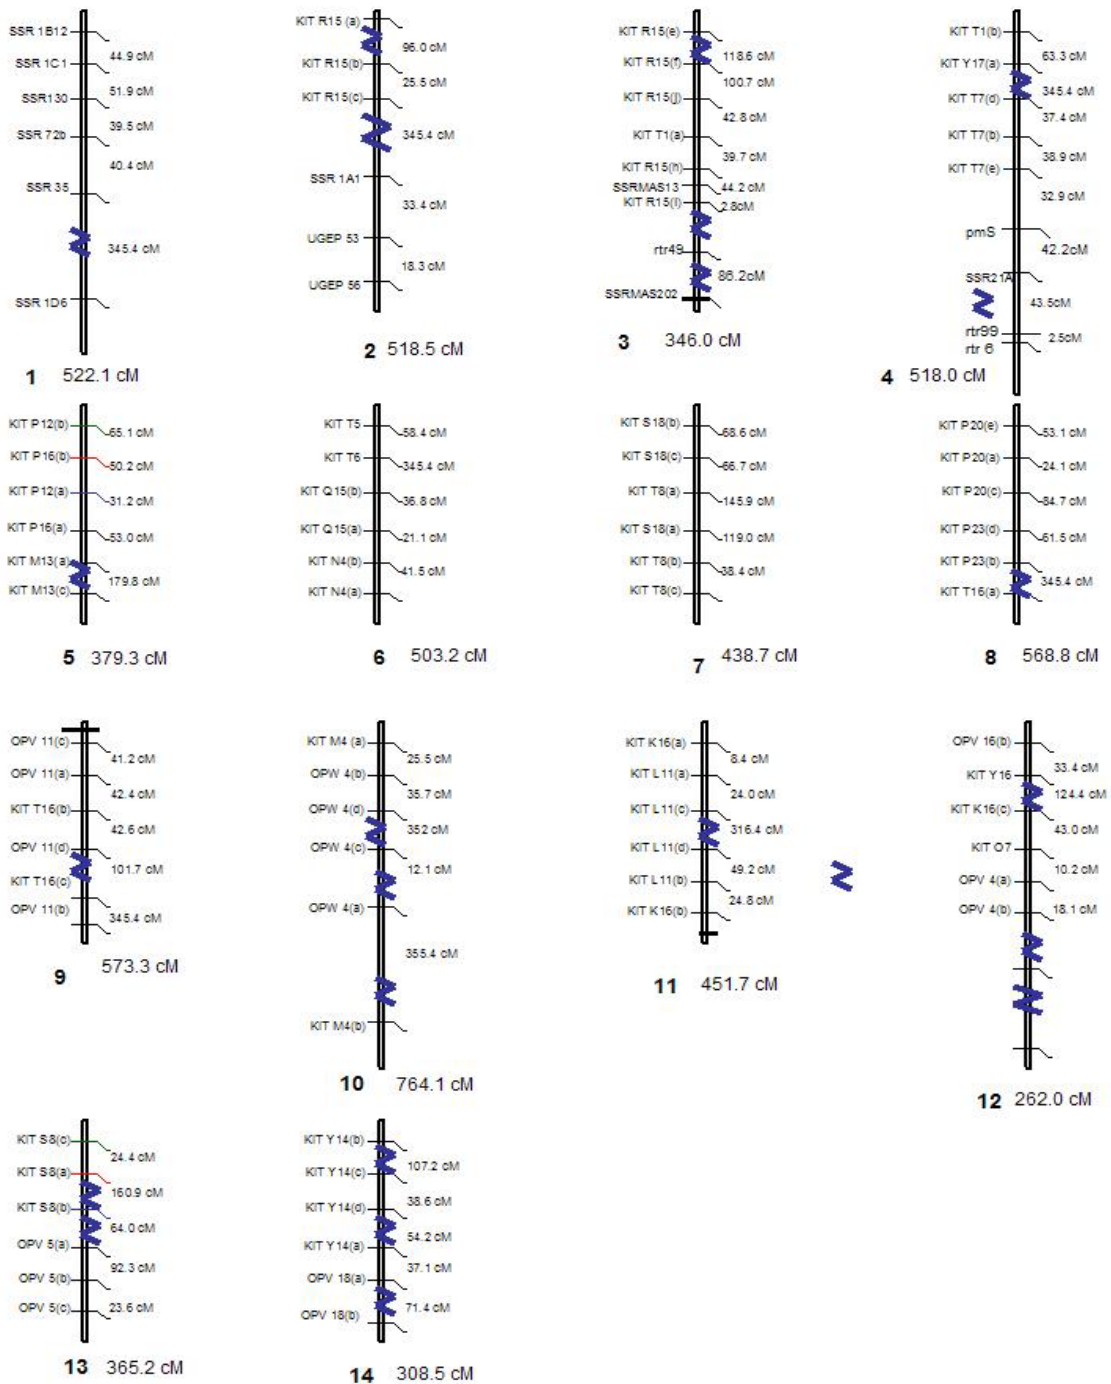 SSR 1B12
44.9 cM
SSR 1C1
51.9 cM
SSR130
39.5 cM
SSR 72b
40.4 cM
SSR 35
345.4 cM
SSR 1D6
1 522.1 cM
KIT R15 (a)
96.0 cM
KIT R15(b)
25.5 cM
KIT R15(c)
345.4 cM
SSR 1A1
33.4 cM
UGEP 53
18.3 cM
UGEP 56
2 518.5 cM
KIT R15(e)
118.6 cM
KIT R15(f)
100.7 cM
KIT R15(j)
42.8 cM
KIT T1(a)
39.7 cM
KIT R15(h)
SSRMAS13 44.2 cM
KIT R15(i) 2.8cM
rtr49
86.2cM
SSRMAS202
3 346.0 cM
KIT T1(b)
63.3 cM
KIT Y17(a)
345.4 cM
KIT T7(d)
37.4 cM
KIT T7(b)
38.9 cM
KIT T7(e)
32.9 cM
pmS
42.2cM
SSR21A
43.5cM
rtr99
2.5cM
rtr 6
4 518.0 cM
KIT P12(b)
65.1 cM
KIT P16(b)
50.2 cM
KIT P12(a)
31.2 cM
KIT P16(a)
53.0 cM
KIT M13(a)
179.8 cM
KIT M13(c)
5 379.3 cM
KIT T5
58.4 cM
KIT T6
345.4 cM
KIT Q15(b)
36.8 cM
KIT Q15(a)
21.1 cM
KIT N4(b)
41.5 cM
KIT N4(a)
6 503.2 cM
KIT S18(b)
68.6 cM
KIT S18(c)
66.7 cM
KIT T8(a)
145.9 cM
KIT S18(a)
119.0 cM
KIT T8(b)
38.4 cM
KIT T8(c)
7 438.7 cM
KIT P20(e)
53.1 cM
KIT P20(a)
24.1 cM
KIT P20(c)
84.7 cM
KIT P23(d)
61.5 cM
KIT P23(b)
345.4 cM
KIT T16(a)
8 568.8 cM
OPV 11(c)
41.2 cM
OPV 11(a)
42.4 cM
KIT T16(b)
42.6 cM
OPV 11(d)
101.7 cM
KIT T16(c)
OPV 11(b)
345.4 cM
9 573.3 cM
KIT M4 (a)
25.5 cM
OPW 4(b)
35.7 cM
OPW 4(d)
352 cM
OPW 4(c)
12.1 cM
OPW 4(a)
355.4 cM
KIT M4(b)
10 764.1 cM
KIT K16(a)
8.4 cM
KIT L11(a)
24.0 cM
KIT L11(c)
316.4 cM
KIT L11(d)
49.2 cM
KIT L11(b)
24.8 cM
KIT K16(b)
11 451.7 cM
OPV 16(b)
33.4 cM
KIT Y16
124.4 cM
KIT K16(c)
43.0 cM
KIT O7
10.2 cM
OPV 4(a)
18.1 cM
OPV 4(b)
12 262.0 cM
KIT S8(c)
24.4 cM
KIT S8(a)
160.9 cM
KIT S8(b)
64.0 cM
OPV 5(a)
92.3 cM
OPV 5(b)
23.6 cM
OPV 5(c)
13 365.2 cM
KIT Y14(b)
107.2 cM
KIT Y14(c)
38.6 cM
KIT Y14(d)
54.2 cM
KIT Y14(a)
37.1 cM
OPV 18(a)
71.4 cM
OPV 18(b)
14 308.5 cM